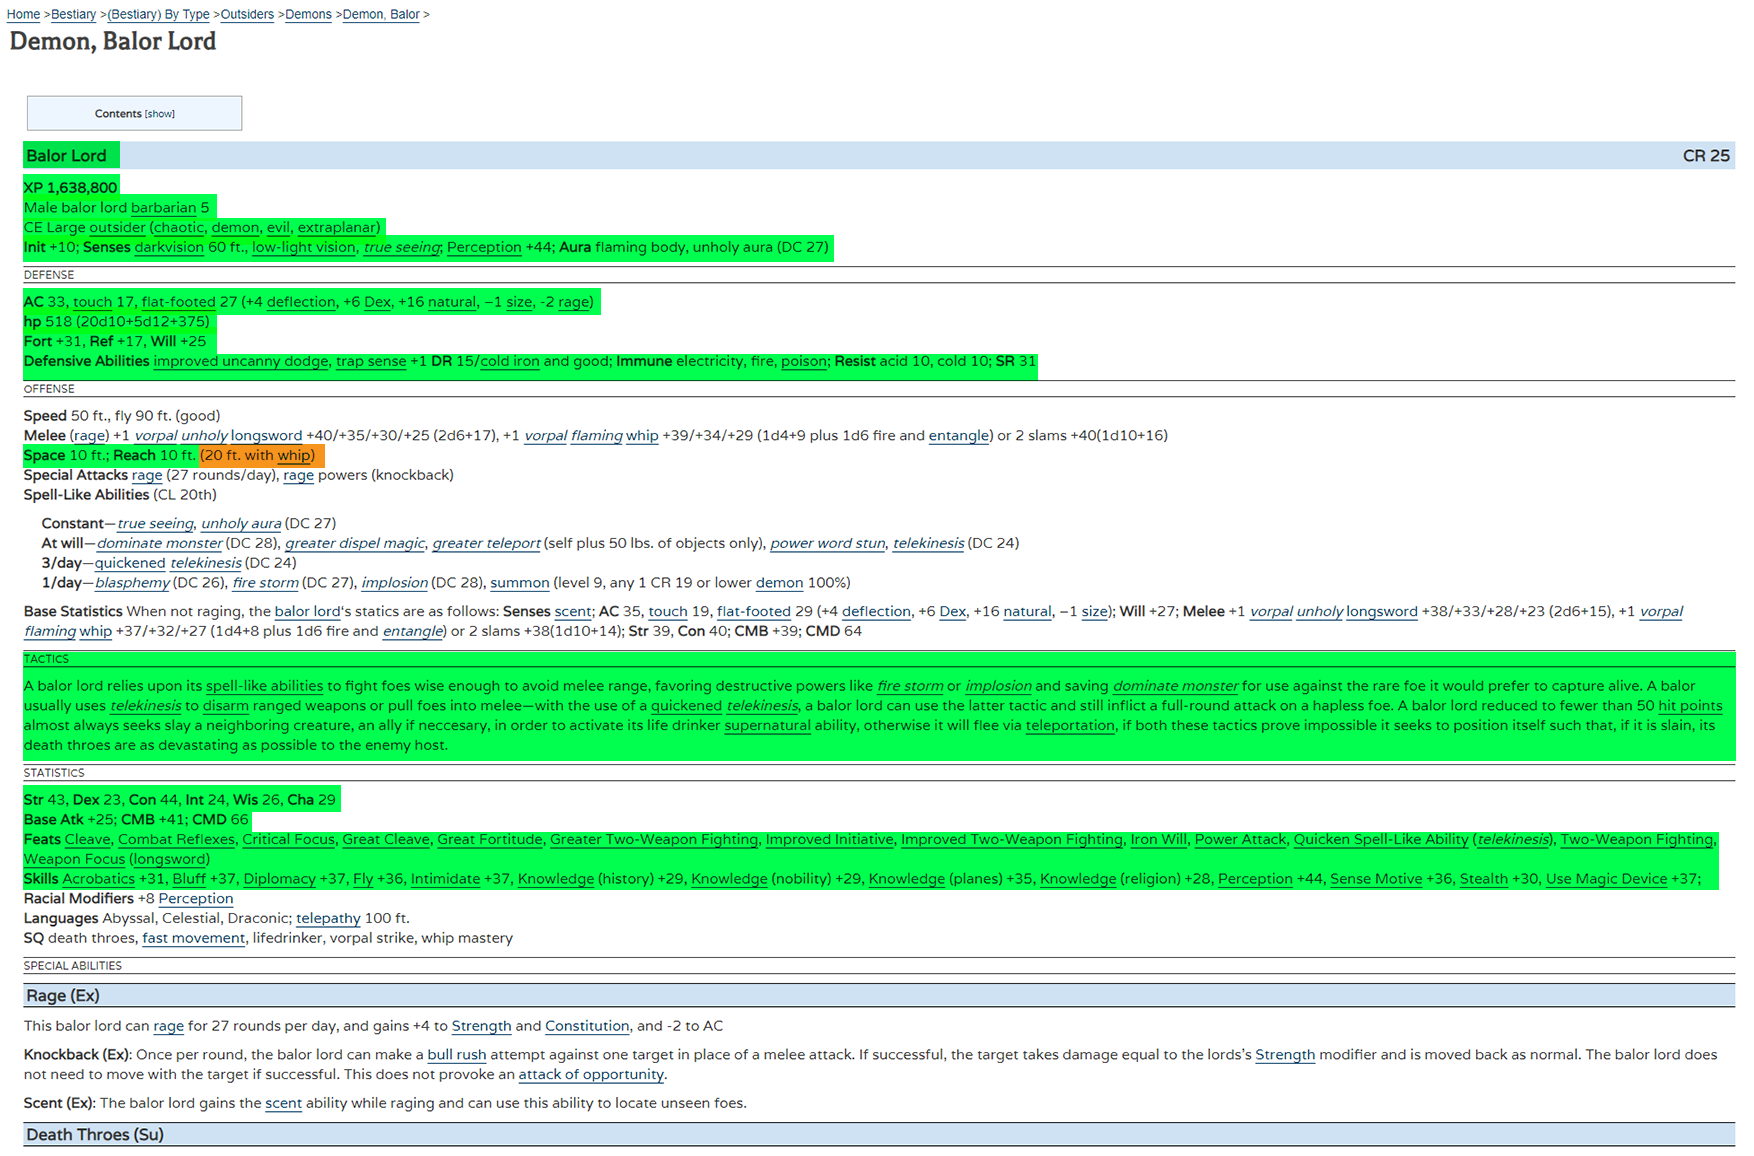 Home >Bestiary >(Bestiary) By Type >Outsiders >Demons >Demon, Balor >
Demon, Balor Lord
Contents [show]
Balor Lord CR 25
XP 1,638,800
Male balor lord barbarian 5
CE Large outsider (chaotic, demon, evil, extraplanar)
Init +10; Senses darkvision 60 ft., low-light vision, true seeing; Perception +44; Aura flaming body, unholy aura (DC 27)
DEFENSE
AC 33, touch 17, flat-footed 27 (+4 deflection, +6 Dex, +16 natural, −1 size, -2 rage)
hp 518 (20d10+5d12+375)
Fort +31, Ref +17, Will +25
Defensive Abilities improved uncanny dodge, trap sense +1 DR 15/cold iron and good; Immune electricity, fire, poison; Resist acid 10, cold 10; SR 31
OFFENSE
Speed 50 ft., fly 90 ft. (good)
Melee (rage) +1 vorpal unholy longsword +40/+35/+30/+25 (2d6+17), +1 vorpal flaming whip +39/+34/+29 (1d4+9 plus 1d6 fire and entangle) or 2 slams +40(1d10+16)
Space 10 ft.; Reach 10 ft. (20 ft. with whip)
Special Attacks rage (27 rounds/day), rage powers (knockback)
Spell-Like Abilities (CL 20th)
Constant—true seeing, unholy aura (DC 27)
At will—dominate monster (DC 28), greater dispel magic, greater teleport (self plus 50 lbs. of objects only), power word stun, telekinesis (DC 24)
3/day—quickened telekinesis (DC 24)
1/day—blasphemy (DC 26), fire storm (DC 27), implosion (DC 28), summon (level 9, any 1 CR 19 or lower demon 100%)
Base Statistics When not raging, the balor lord's statics are as follows: Senses scent; AC 35, touch 19, flat-footed 29 (+4 deflection, +6 Dex, +16 natural, −1 size); Will +27; Melee +1 vorpal unholy longsword +38/+33/+28/+23 (2d6+15), +1 vorpal
flaming whip +37/+32/+27 (1d4+8 plus 1d6 fire and entangle) or 2 slams +38(1d10+14); Str 39, Con 40; CMB +39; CMD 64
TACTICS
A balor lord relies upon its spell-like abilities to fight foes wise enough to avoid melee range, favoring destructive powers like fire storm or implosion and saving dominate monster for use against the rare foe it would prefer to capture alive. A balor
usually uses telekinesis to disarm ranged weapons or pull foes into melee—with the use of a quickened telekinesis, a balor lord can use the latter tactic and still inflict a full-round attack on a hapless foe. A balor lord reduced to fewer than 50 hit points
almost always seeks slay a neighboring creature, an ally if neccesary, in order to activate its life drinker supernatural ability, otherwise it will flee via teleportation, if both these tactics prove impossible it seeks to position itself such that, if it is slain, its
death throes are as devastating as possible to the enemy host.
STATISTICS
Str 43, Dex 23, Con 44, Int 24, Wis 26, Cha 29
Base Atk +25; CMB +41; CMD 66
Feats Cleave, Combat Reflexes, Critical Focus, Great Cleave, Great Fortitude, Greater Two-Weapon Fighting, Improved Initiative, Improved Two-Weapon Fighting, Iron Will, Power Attack, Quicken Spell-Like Ability (telekinesis), Two-Weapon Fighting,
Weapon Focus (longsword)
Skills Acrobatics +31, Bluff +37, Diplomacy +37, Fly +36, Intimidate +37, Knowledge (history) +29, Knowledge (nobility) +29, Knowledge (planes) +35, Knowledge (religion) +28, Perception +44, Sense Motive +36, Stealth +30, Use Magic Device +37;
Racial Modifiers +8 Perception
Languages Abyssal, Celestial, Draconic; telepathy 100 ft.
SQ death throes, fast movement, lifedrinker, vorpal strike, whip mastery
SPECIAL ABILITIES
Rage (Ex)
This balor lord can rage for 27 rounds per day, and gains +4 to Strength and Constitution, and -2 to AC
Knockback (Ex): Once per round, the balor lord can make a bull rush attempt against one target in place of a melee attack. If successful, the target takes damage equal to the lords's Strength modifier and is moved back as normal. The balor lord does
not need to move with the target if successful. This does not provoke an attack of opportunity.
Scent (Ex): The balor lord gains the scent ability while raging and can use this ability to locate unseen foes.
Death Throes (Su)